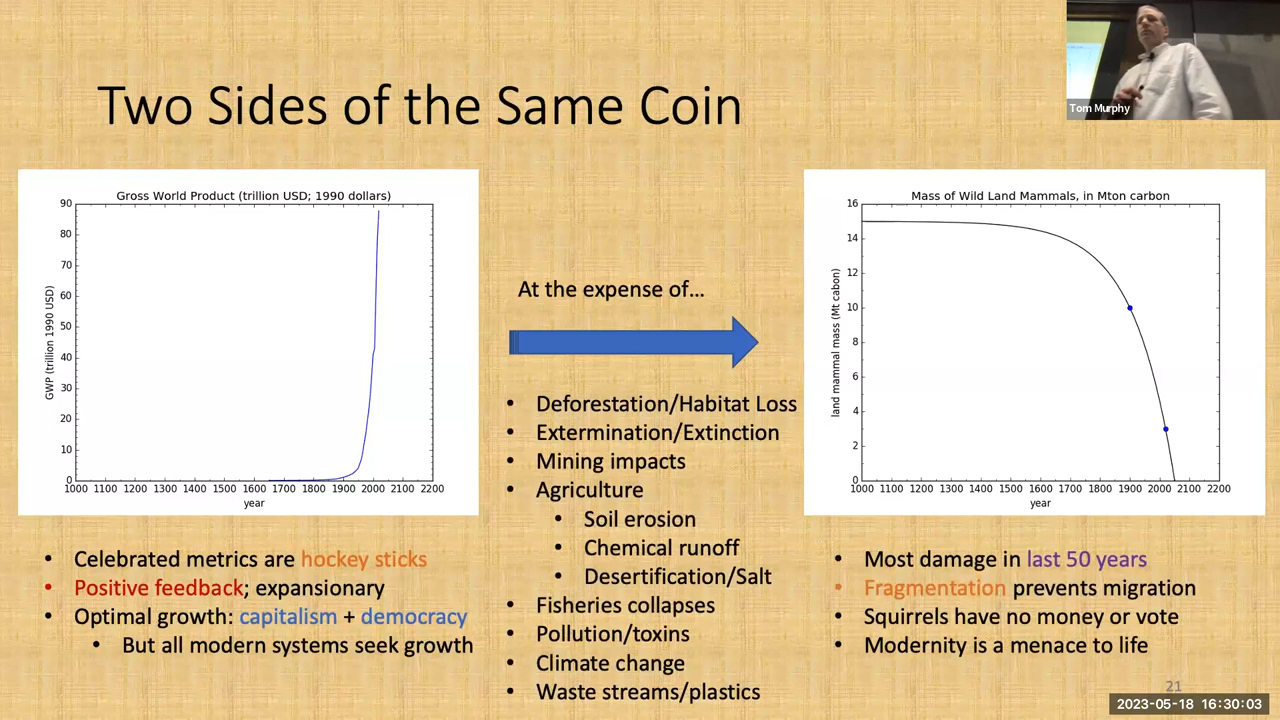 Two Sides of the Same Coin
Tom Murphy
Gross World Product (trillion USD; 1990 dollars)
GWP (trillion 1990 USD)
90
80
70
60
50
40
30
20
10
0
1000 1100 1200 1300 1400 1500 1600 1700 1800 1900 2000 2100 2200
year
• Celebrated metrics are hockey sticks
• Positive feedback; expansionary
• Optimal growth: capitalism + democracy
• But all modern systems seek growth
At the expense of...
• Deforestation/Habitat Loss
• Extermination/Extinction
• Mining impacts
• Agriculture
• Soil erosion
• Chemical runoff
• Desertification/Salt
• Fisheries collapses
• Pollution/toxins
• Climate change
• Waste streams/plastics
Mass of Wild Land Mammals, in Mton carbon
land mammal mass (Mt cabon)
16
14
12
10
8
6
4
2
0
1000 1100 1200 1300 1400 1500 1600 1700 1800 1900 2000 2100 2200
year
• Most damage in last 50 years
• Fragmentation prevents migration
• Squirrels have no money or vote
• Modernity is a menace to life
21
2023-05-18 16:30:03